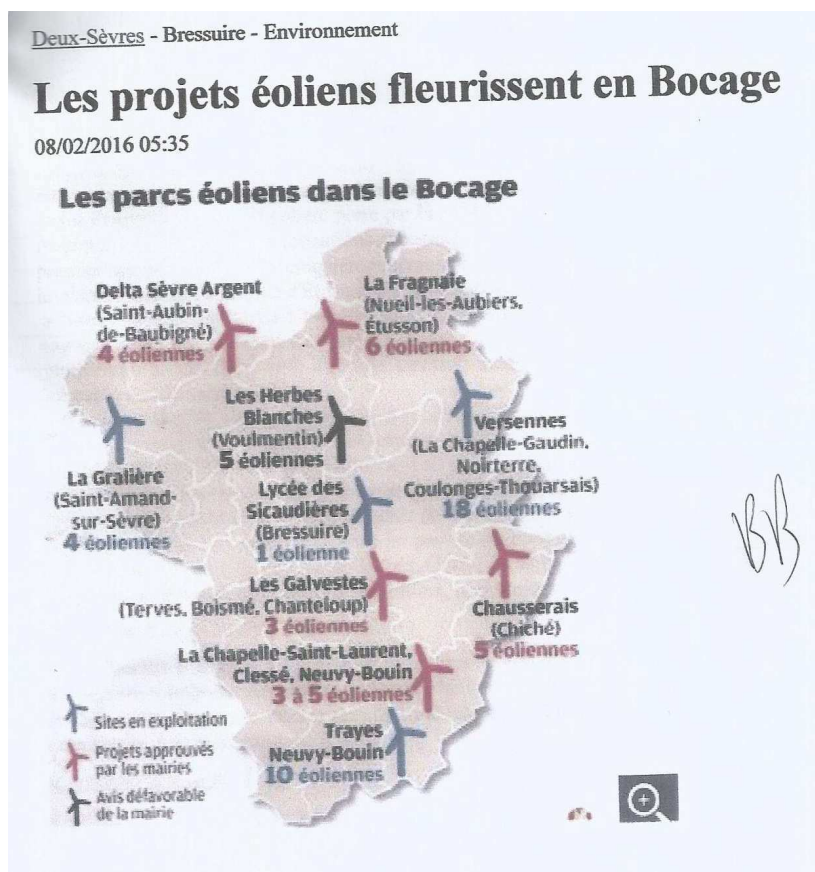 Deux-Sèvres - Bressuire - Environnement
Les projets éoliens fleurissent en Bocage
08/02/2016 05:35
Les parcs éoliens dans le Bocage
Delta Sèvre Argent
(Saint-Aubin-
de-Baubigné)
4 éoliennes
La Fragnaie
(Nueil-les-Aubiers,
Étusson)
6 éoliennes
Les Herbes
Blanches
(Voulmentin)
5 éoliennes
Versennes
(La Chapelle-Gaudin,
Noirterre,
Coulonges-Thouarsais)
18 éoliennes
La Gralière
(Saint-Amand-
sur-Sèvre)
4 éoliennes
Lycée des
Sicaudières
(Bressuire)
1 éolienne
Les Galvestes
(Terves, Boismé, Chanteloup)
3 éoliennes
Chausserais
(Chiché)
5 éoliennes
La Chapelle-Saint-Laurent,
Clessé, Neuvy-Bouin
3 à 5 éoliennes
Trayes
Neuvy-Bouin
10 éoliennes
Sites en exploitation
Projets approuvés
par les mairies
Avis défavorable
de la mairie
BB